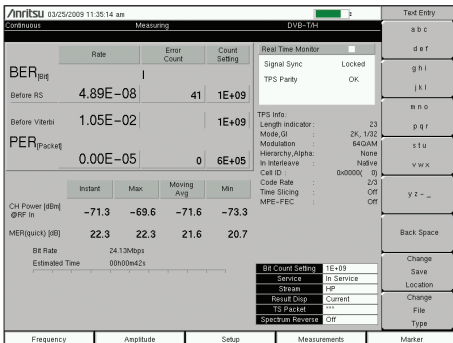 Anritsu 03/25/2009 11:35:14 am
Continuous Measuring DVB-T/H
Rate Error Count Count Setting
BER[Bit]
Before RS 4.89E-08 41 1E+09
Before Viterbi 1.05E-02 1E+09
PER[Packet]
0.00E-05 0 6E+05
Instant Max Moving Avg Min
CH Power [dBm] @RF In -71.3 -69.6 -71.6 -73.3
MER(quick) [dB] 22.3 22.3 21.6 20.7
Bit Rate 24.13Mbps
Estimated Time 00h00m42s
Real Time Monitor
Signal Sync Locked
TPS Parity OK
TPS Info:
Length indicator: 23
Mode,GI : 2K, 1/32
Modulation : 64QAM
Hierarchy,Alpha: None
In Interleave : Native
Cell ID : 0x0000( 0)
Code Rate : 2/3
Time Slicing : Off
MPE-FEC : Off
Bit Count Setting 1E+09
Service In Service
Stream HP
Result Disp Current
TS Packet ***
Spectrum Reverse Off
Text Entry
a b c
d e f
g h i
j k l
m n o
p q r
s t u
v w x
y z - _
Back Space
Change Save Location
Change File Type
Frequency Amplitude Setup Measurements Marker